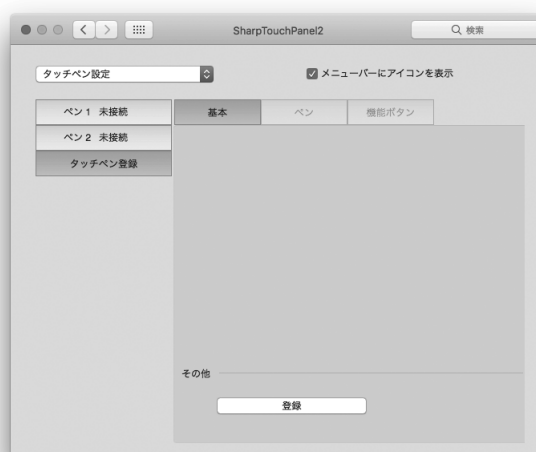 SharpTouchPanel2
検索
タッチペン設定
メニューバーにアイコンを表示
ペン 1 未接続
基本
ペン
機能ボタン
ペン 2 未接続
タッチペン登録
その他
登録